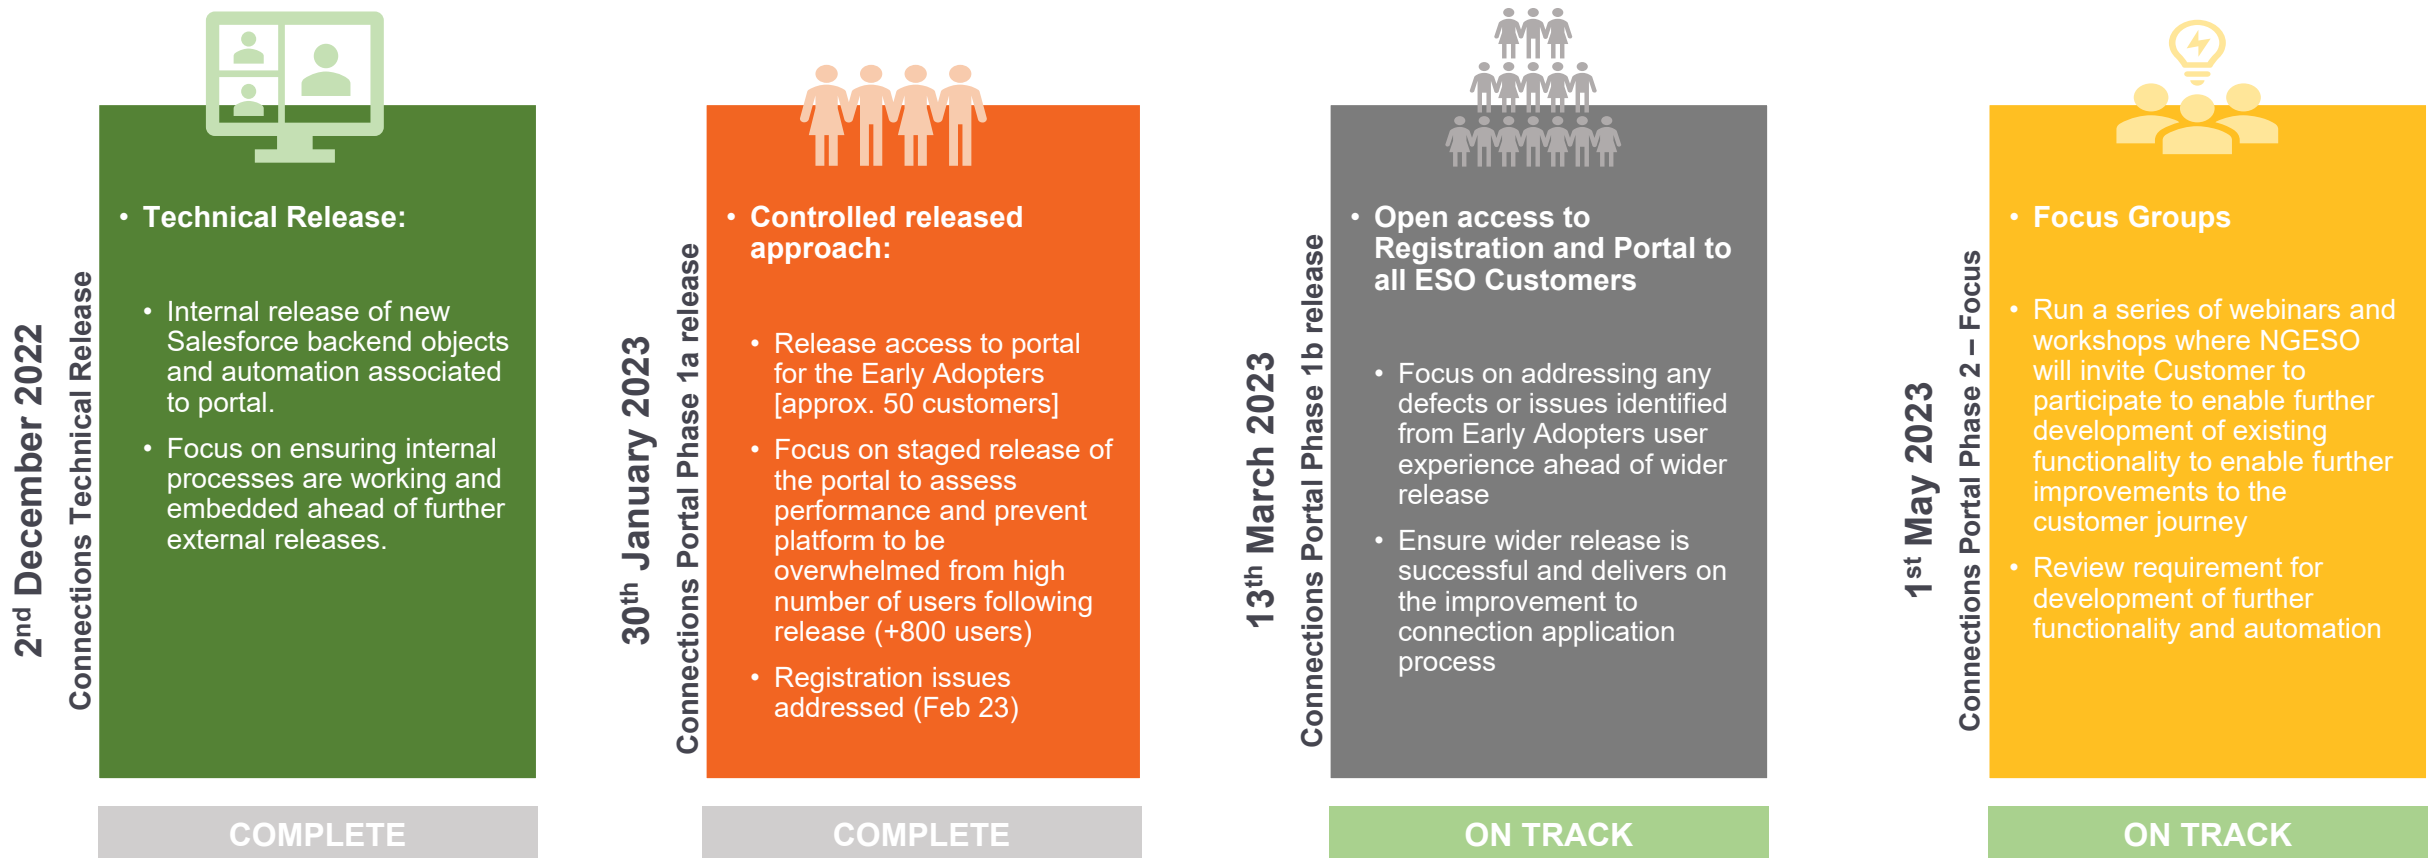 2nd December 2022
Connections Technical Release
• Technical Release:
• Internal release of new
Salesforce backend objects
and automation associated
to portal.
• Focus on ensuring internal
processes are working and
embedded ahead of further
external releases.
COMPLETE
30th January 2023
Connections Portal Phase 1a release
• Controlled released
approach:
• Release access to portal
for the Early Adopters
[approx. 50 customers]
• Focus on staged release of
the portal to assess
performance and prevent
platform to be
overwhelmed from high
number of users following
release (+800 users)
• Registration issues
addressed (Feb 23)
COMPLETE
13th March 2023
Connections Portal Phase 1b release
• Open access to
Registration and Portal to
all ESO Customers
• Focus on addressing any
defects or issues identified
from Early Adopters user
experience ahead of wider
release
• Ensure wider release is
successful and delivers on
the improvement to
connection application
process
ON TRACK
1st May 2023
Connections Portal Phase 2 – Focus
• Focus Groups
• Run a series of webinars and
workshops where NGESO
will invite Customer to
participate to enable further
development of existing
functionality to enable further
improvements to the
customer journey
• Review requirement for
development of further
functionality and automation
ON TRACK